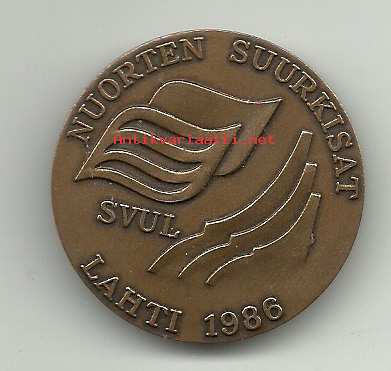 NUORTEN SUURKISAT
Antikvariaatti.net
SVUL
LAHTI 1986